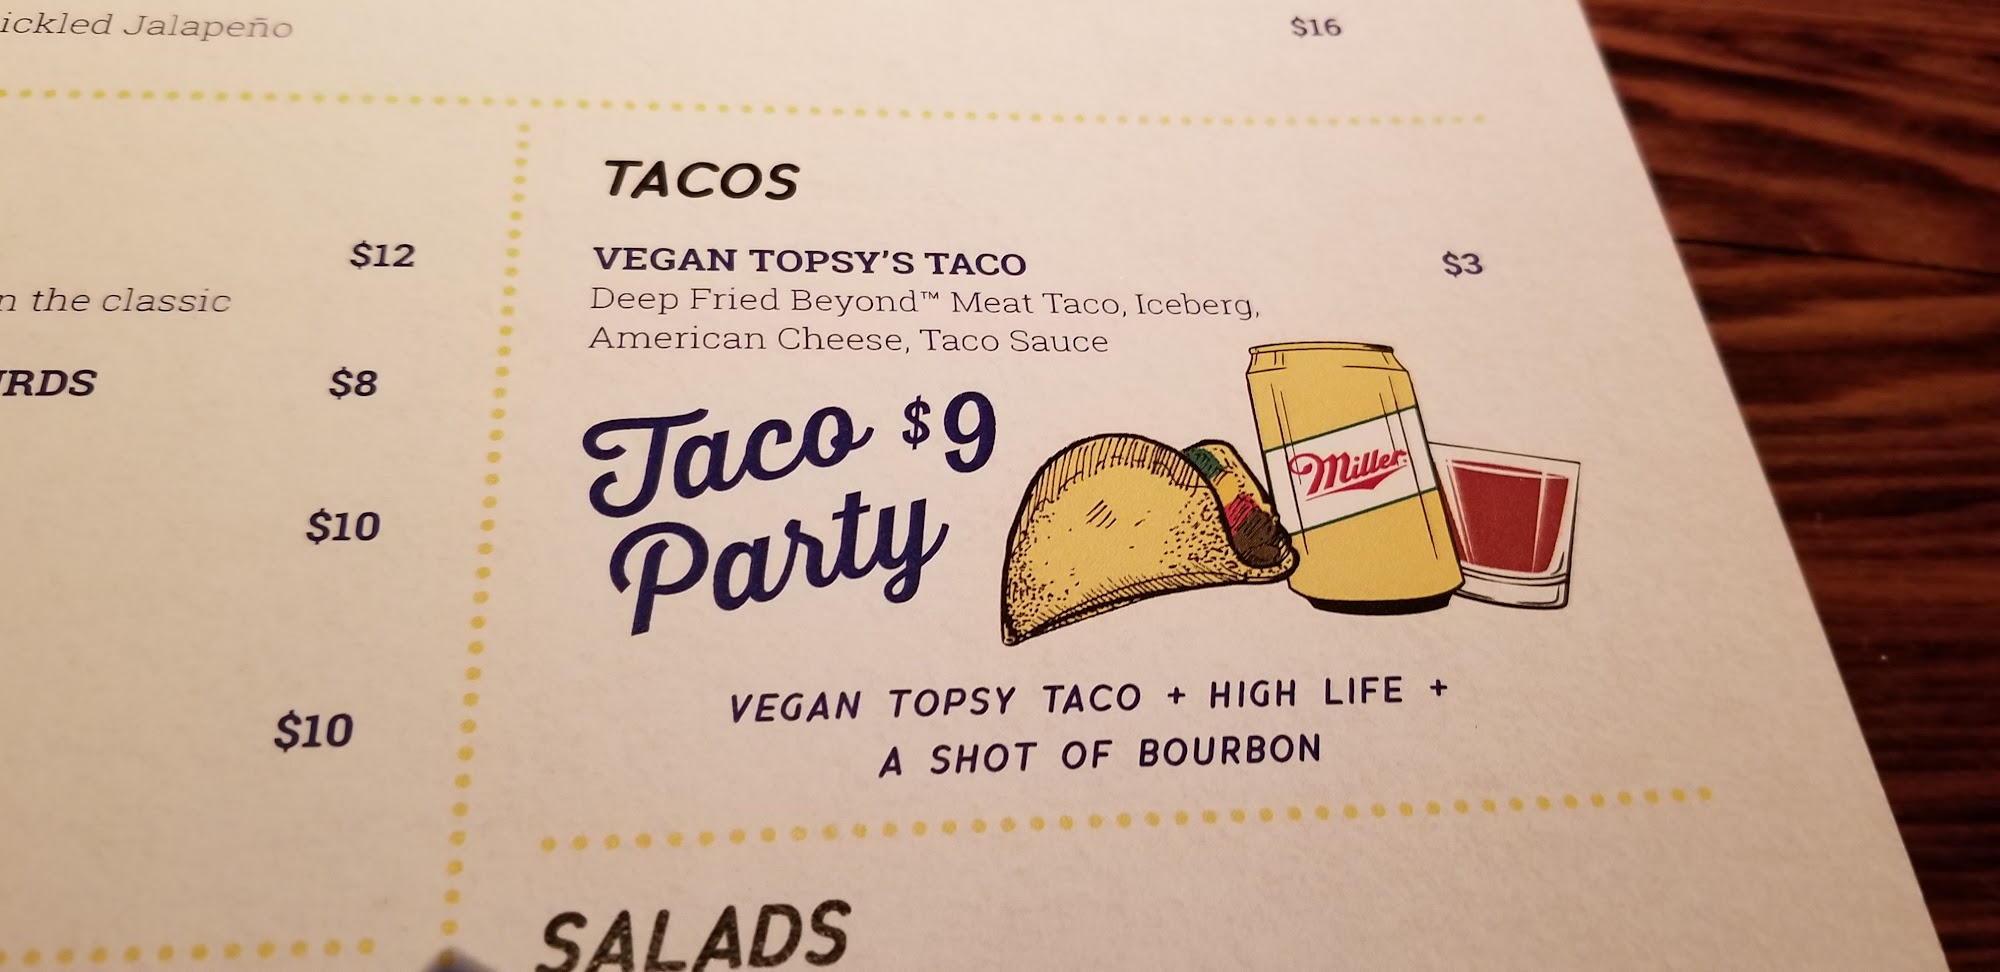 ickled Jalapeño
$16
$12
n the classic
RDS $8
$10
$10
TACOS
VEGAN TOPSY'S TACO $3
Deep Fried Beyond™ Meat Taco, Iceberg,
American Cheese, Taco Sauce
Taco $9
Party
Miller
VEGAN TOPSY TACO + HIGH LIFE +
A SHOT OF BOURBON
SALADS